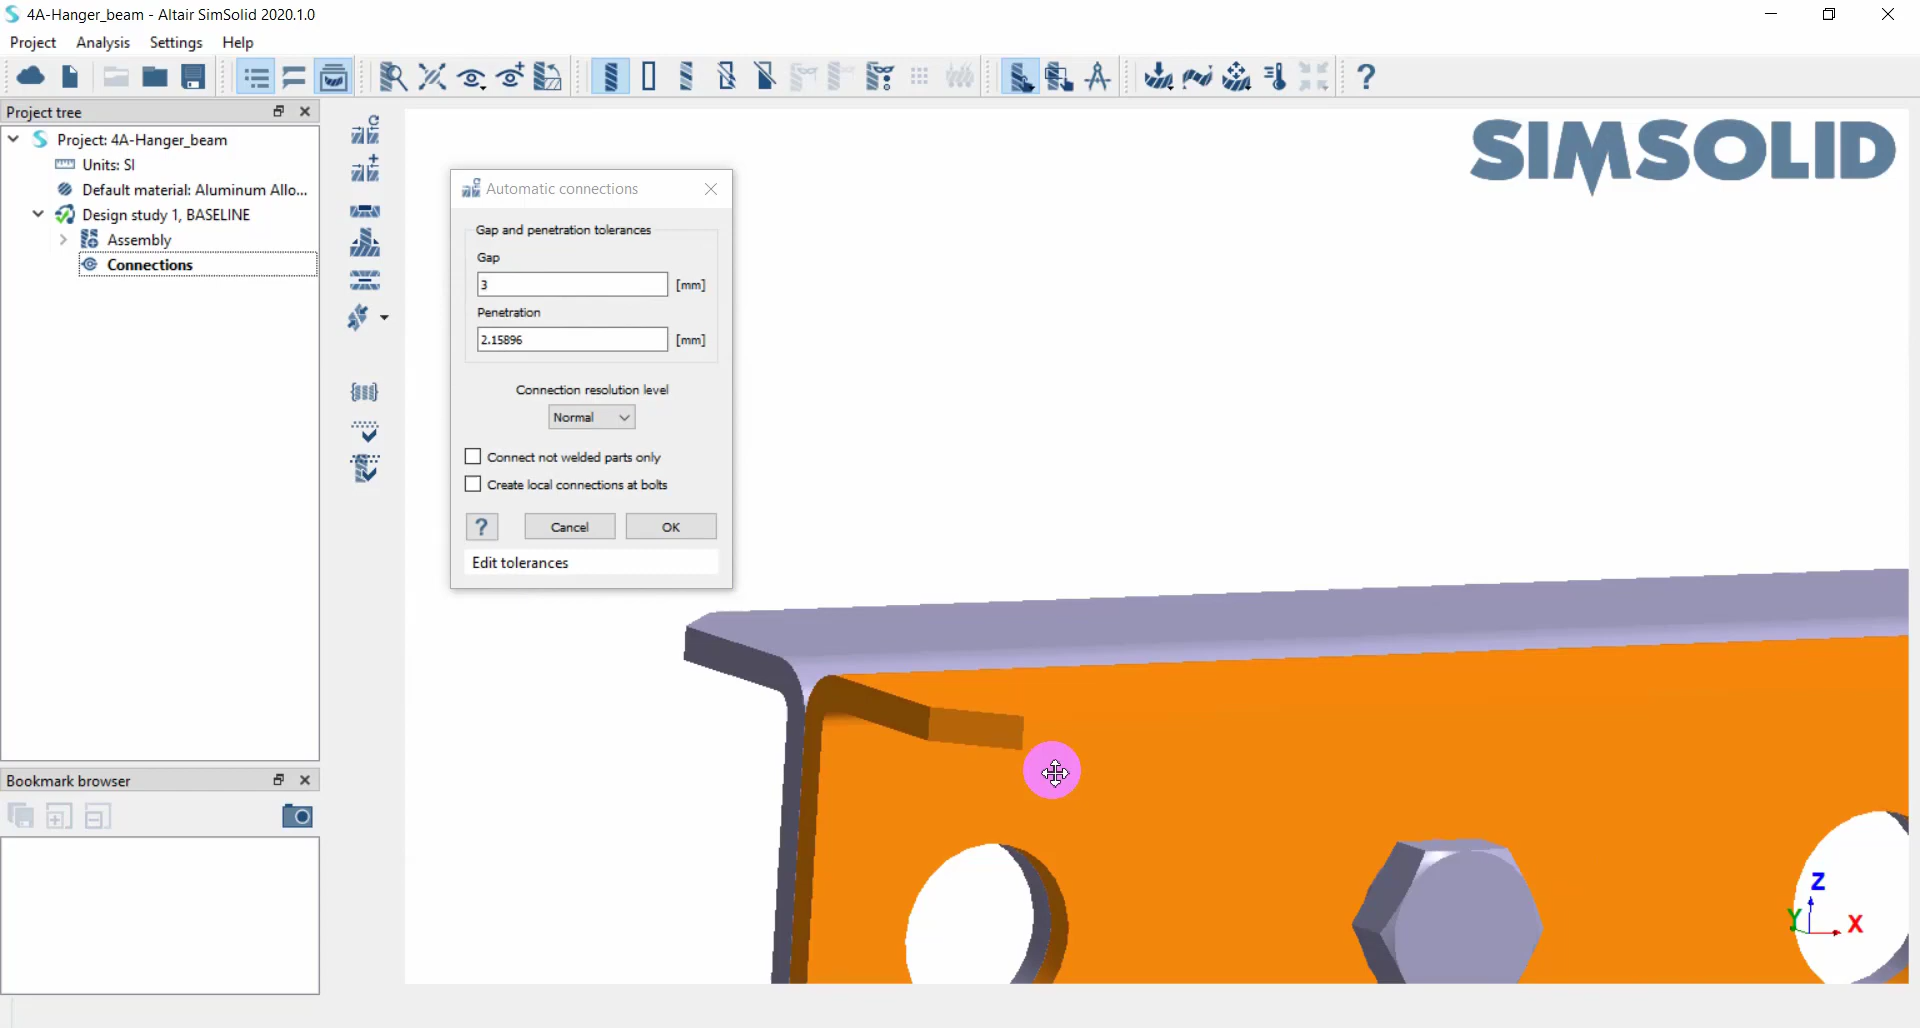 4A-Hanger_beam - Altair SimSolid 2020.1.0
Project Analysis Settings Help
Project tree
Project: 4A-Hanger_beam
Units: SI
Default material: Aluminum Allo...
Design study 1, BASELINE
Assembly
Connections
Bookmark browser
Automatic connections
Gap and penetration tolerances
Gap
3 [mm]
Penetration
2.15896 [mm]
Connection resolution level
Normal
Connect not welded parts only
Create local connections at bolts
? Cancel OK
Edit tolerances
SIMSOLID
Z
Y X